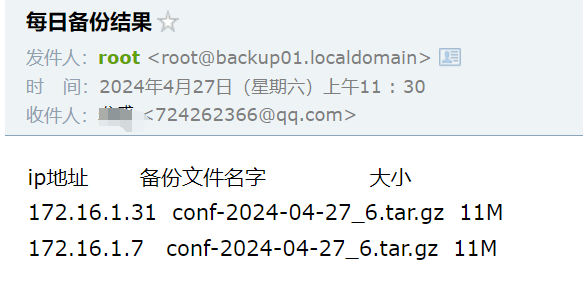 每日备份结果
发件人: root <root@backup01.localdomain>
时 间: 2024年4月27日 (星期六) 上午11 : 30
收件人: <724262366@qq.com>
ip地址 备份文件名字 大小
172.16.1.31 conf-2024-04-27_6.tar.gz 11M
172.16.1.7 conf-2024-04-27_6.tar.gz 11M